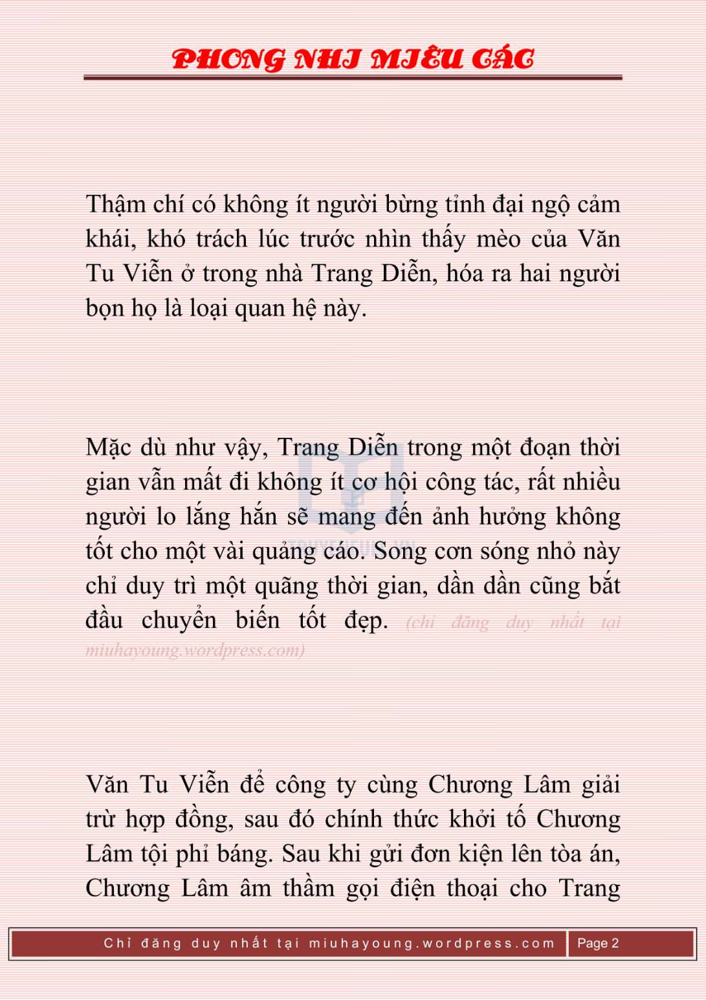 PHONG NHI MIÊU CÁC
Thậm chí có không ít người bừng tỉnh đại ngộ cảm
khái, khó trách lúc trước nhìn thấy mèo của Văn
Tu Viễn ở trong nhà Trang Diễn, hóa ra hai người
bọn họ là loại quan hệ này.
Mặc dù như vậy, Trang Diễn trong một đoạn thời
gian vẫn mất đi không ít cơ hội công tác, rất nhiều
người lo lắng hắn sẽ mang đến ảnh hưởng không
tốt cho một vài quảng cáo. Song cơn sóng nhỏ này
chỉ duy trì một quãng thời gian, dần dần cũng bắt
đầu chuyển biến tốt đẹp. (chỉ đăng duy nhất tại
miuhayoung.wordpress.com)
Văn Tu Viễn để công ty cùng Chương Lâm giải
trừ hợp đồng, sau đó chính thức khởi tố Chương
Lâm tội phỉ báng. Sau khi gửi đơn kiện lên tòa án,
Chương Lâm âm thầm gọi điện thoại cho Trang
Chỉ đăng duy nhất tại miuhayoung.wordpress.com Page 2